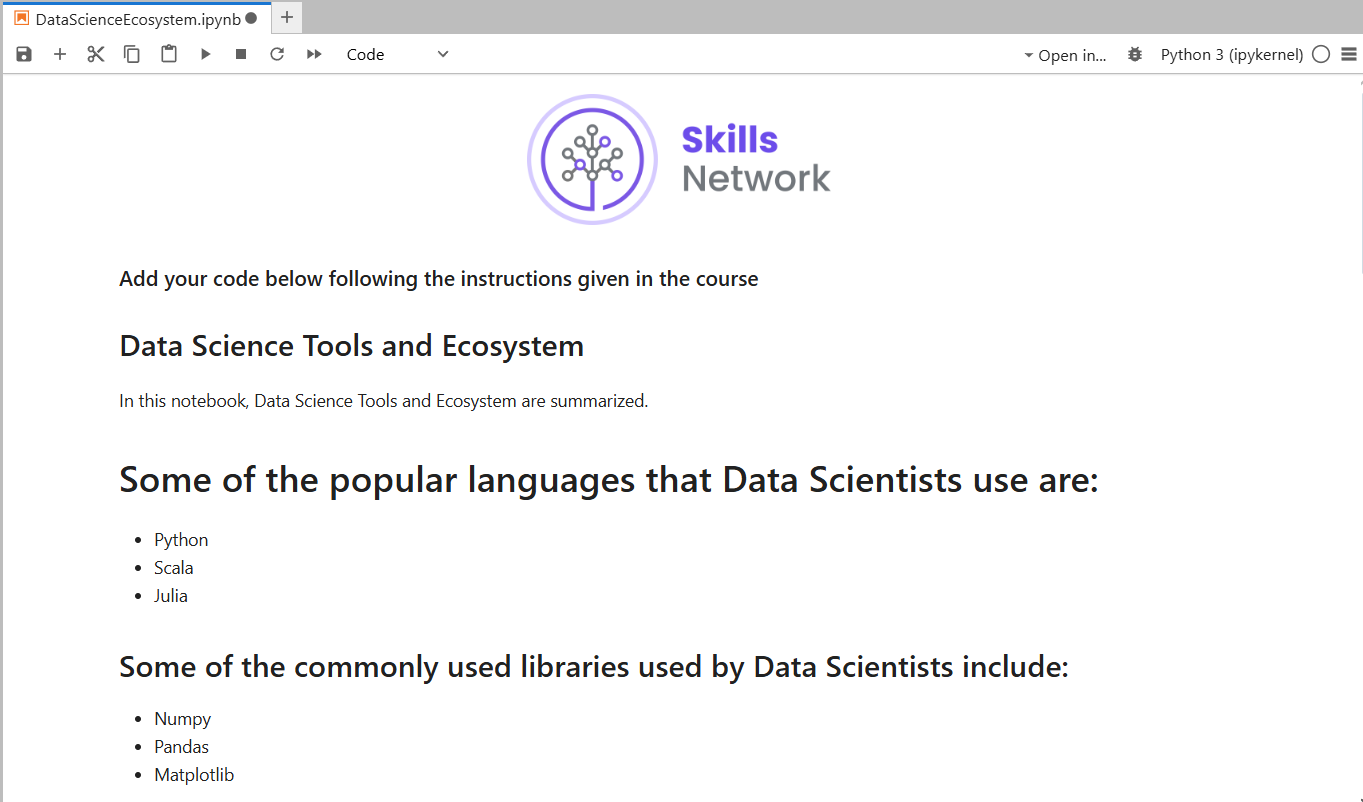 DataScienceEcosystem.ipynb
Code
Open in...
Python 3 (ipykernel)
Skills
Network
Add your code below following the instructions given in the course
Data Science Tools and Ecosystem
In this notebook, Data Science Tools and Ecosystem are summarized.
Some of the popular languages that Data Scientists use are:
Python
Scala
Julia
Some of the commonly used libraries used by Data Scientists include:
Numpy
Pandas
Matplotlib